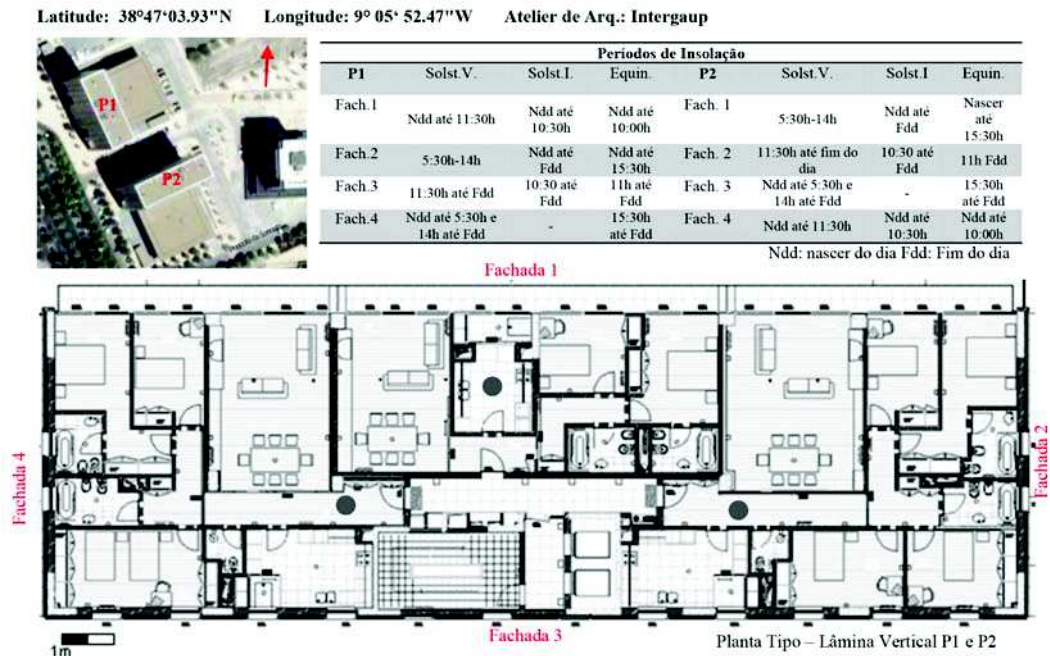 Latitude: 38º47'03.93"N Longitude: 9º 05' 52.47"W Atelier de Arq.: Intergaup
Períodos de Insolação
P1 Solst.V. Solst.I. Equin. P2 Solst.V. Solst.I Equin.
Fach.1 Ndd até 11:30h Ndd até 10:30h Ndd até 10:00h Fach. 1 5:30h-14h Ndd até Fdd Nascer até 15:30h
Fach.2 5:30h-14h Ndd até Fdd Ndd até 15:30h Fach. 2 11:30h até fim do dia 10:30 até Fdd 11h Fdd
Fach.3 11:30h até Fdd 10:30 até Fdd 11h até Fdd Fach. 3 Ndd até 5:30h e 14h até Fdd - 15:30h até Fdd
Fach.4 Ndd até 5:30h e 14h até Fdd - 15:30h até Fdd Fach. 4 Ndd até 11:30h Ndd até 10:30h Ndd até 10:00h
Ndd: nascer do dia Fdd: Fim do dia
P1
P2
Fachada 1
Fachada 4
Fachada 2
Fachada 3
1m
Planta Tipo – Lâmina Vertical P1 e P2